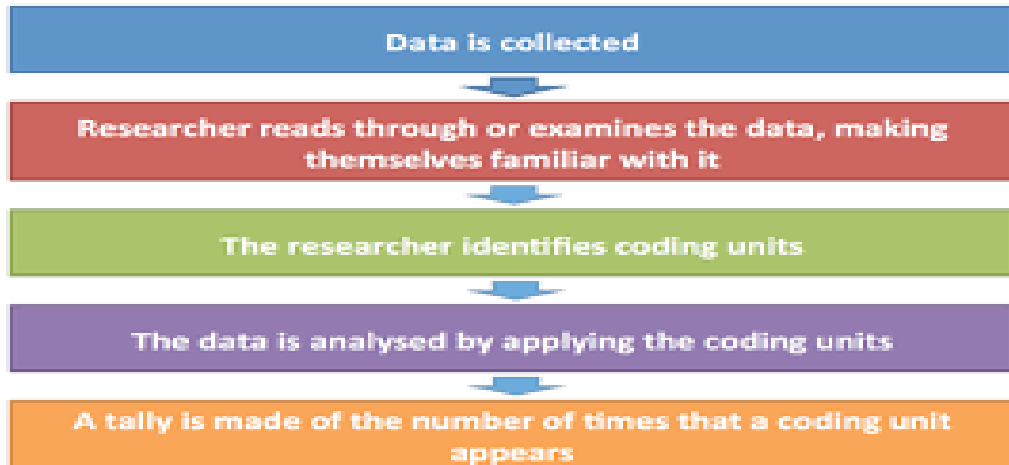 Data is collected
Researcher reads through or examines the data, making
themselves familiar with it
The researcher identifies coding units
The data is analysed by applying the coding units
A tally is made of the number of times that a coding unit
appears